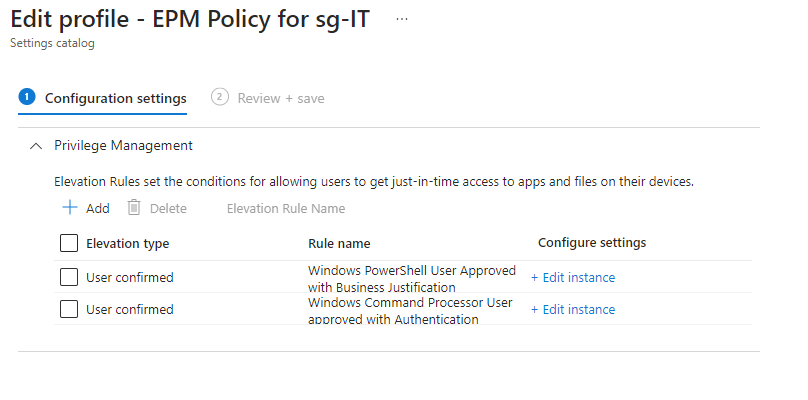 Edit profile - EPM Policy for sg-IT ...
Settings catalog
1 Configuration settings 2 Review + save
Privilege Management
Elevation Rules set the conditions for allowing users to get just-in-time access to apps and files on their devices.
+ Add Delete Elevation Rule Name
Elevation type Rule name Configure settings
User confirmed Windows PowerShell User Approved + Edit instance
with Business Justification
User confirmed Windows Command Processor User + Edit instance
approved with Authentication